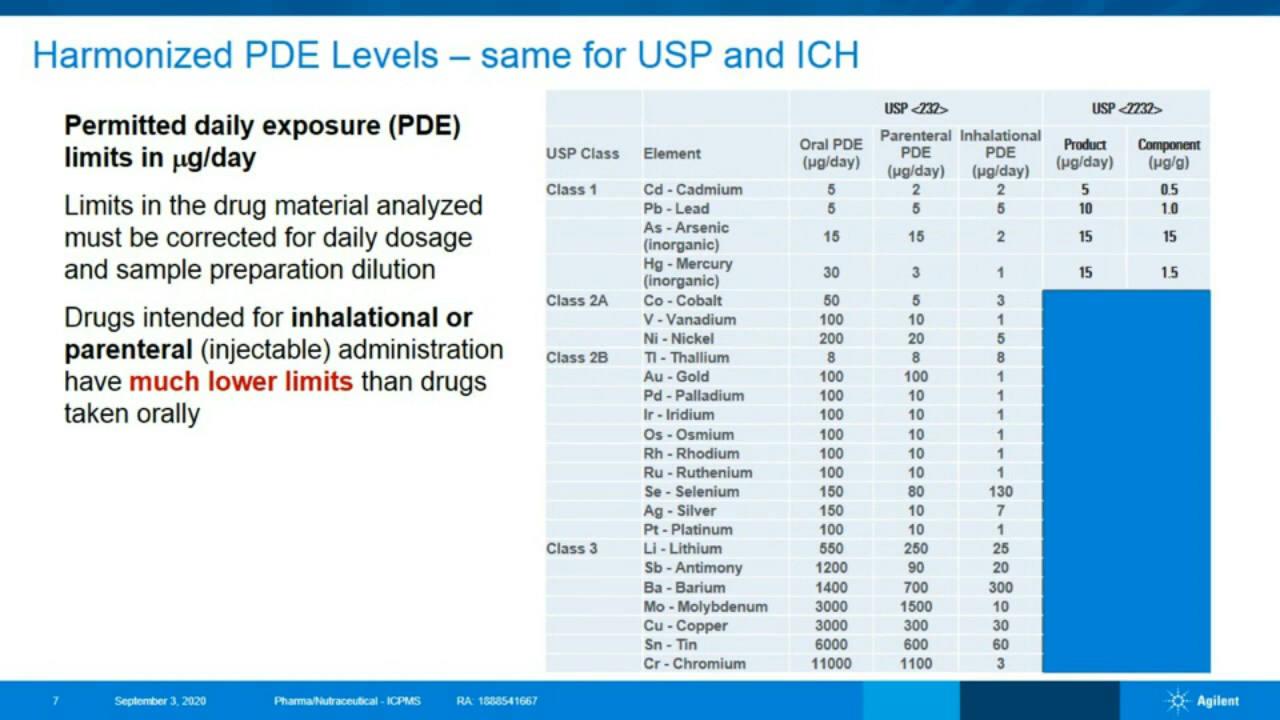 Harmonized PDE Levels – same for USP and ICH
Permitted daily exposure (PDE)
limits in µg/day
Limits in the drug material analyzed
must be corrected for daily dosage
and sample preparation dilution
Drugs intended for inhalational or
parenteral (injectable) administration
have much lower limits than drugs
taken orally
USP <232> USP <2232>
USP Class Element Oral PDE (µg/day) Parenteral PDE (µg/day) Inhalational PDE (µg/day) Product (µg/day) Component (µg/g)
Class 1 Cd - Cadmium 5 2 2 5 0.5
Pb - Lead 5 5 5 10 1.0
As - Arsenic (inorganic) 15 15 2 15 15
Hg - Mercury (inorganic) 30 3 1 15 1.5
Class 2A Co - Cobalt 50 5 3
V - Vanadium 100 10 1
Ni - Nickel 200 20 5
Class 2B Tl - Thallium 8 8 8
Au - Gold 100 100 1
Pd - Palladium 100 10 1
Ir - Iridium 100 10 1
Os - Osmium 100 10 1
Rh - Rhodium 100 10 1
Ru - Ruthenium 100 10 1
Se - Selenium 150 80 130
Ag - Silver 150 10 7
Pt - Platinum 100 10 1
Class 3 Li - Lithium 550 250 25
Sb - Antimony 1200 90 20
Ba - Barium 1400 700 300
Mo - Molybdenum 3000 1500 10
Cu - Copper 3000 300 30
Sn - Tin 6000 600 60
Cr - Chromium 11000 1100 3
7 September 3, 2020 Pharma/Nutraceutical - ICPMS RA: 1888541667 Agilent